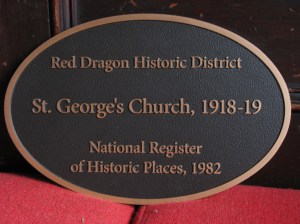 Red Dragon Historic District
St. George's Church, 1918-19
National Register
of Historic Places, 1982